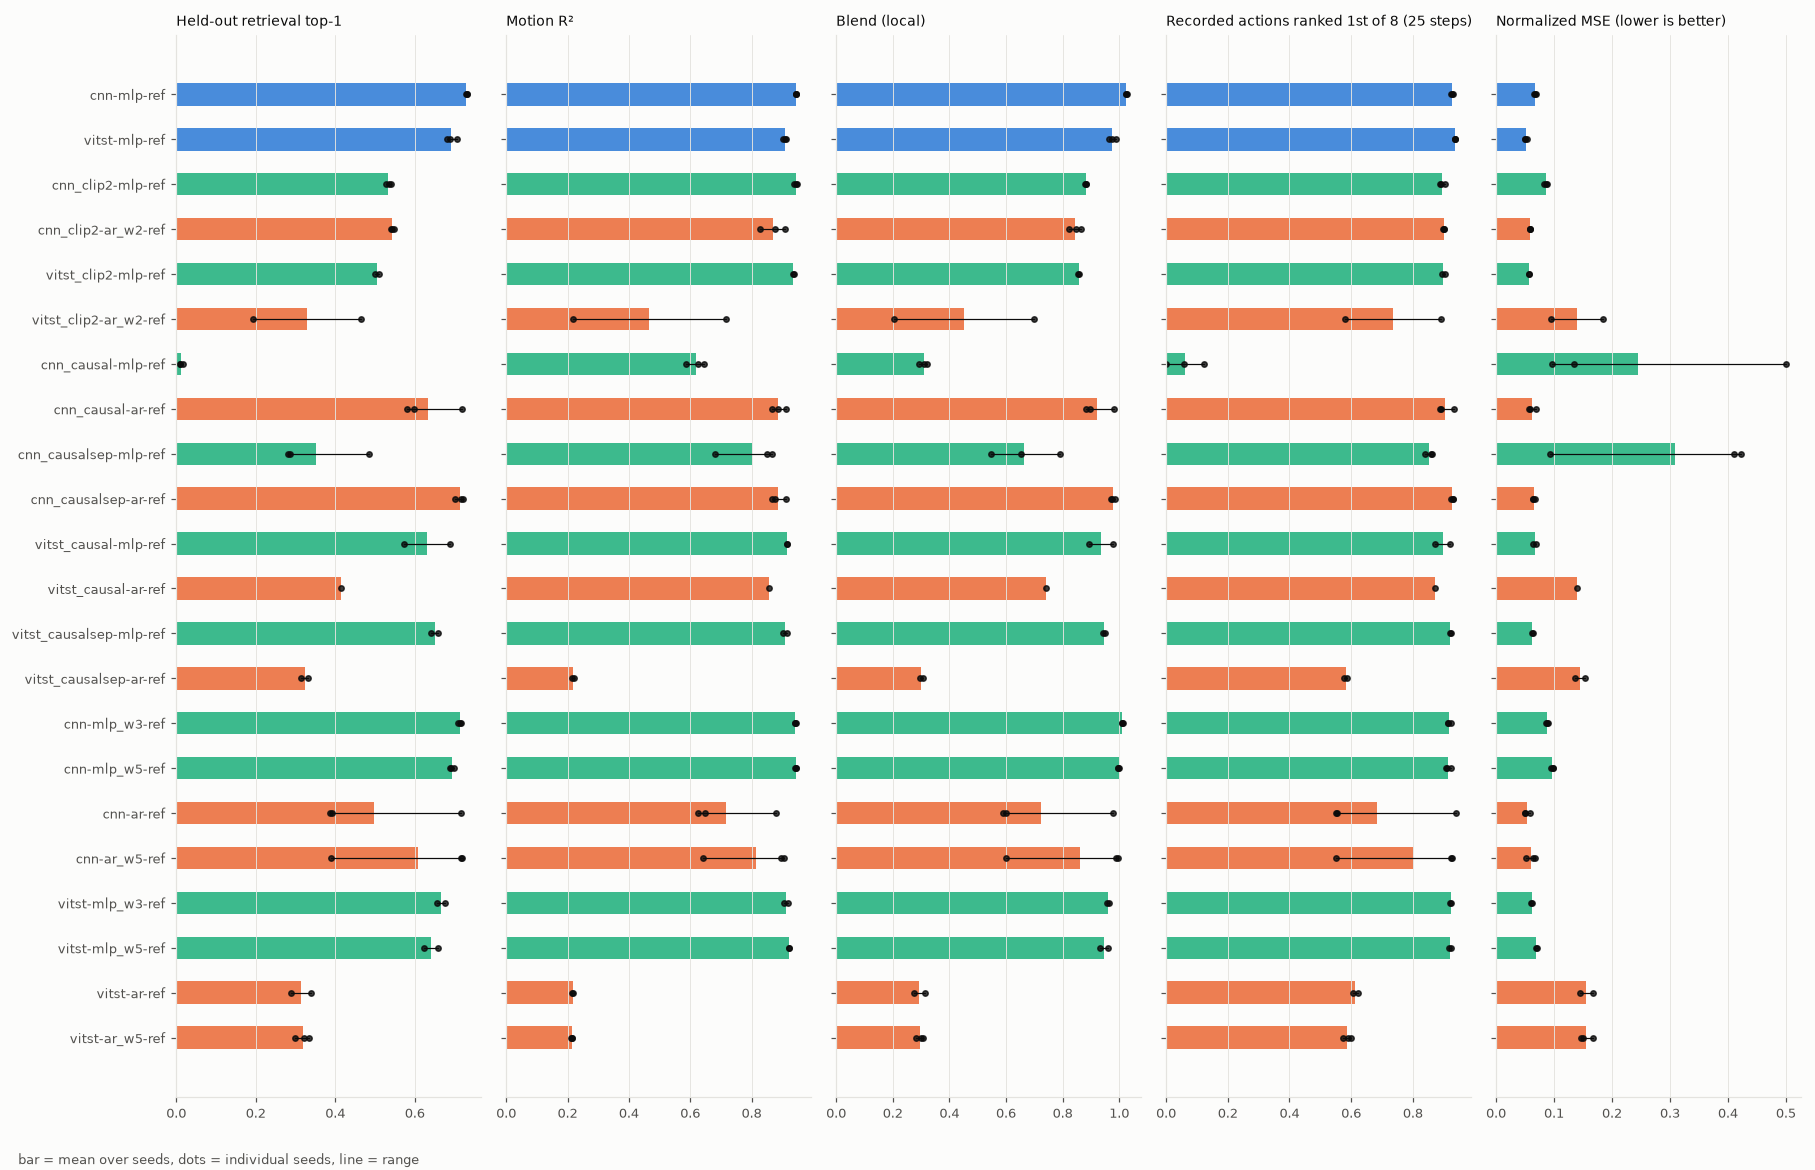 Held-out retrieval top-1
Motion R²
Blend (local)
Recorded actions ranked 1st of 8 (25 steps)
Normalized MSE (lower is better)
cnn-mlp-ref
vitst-mlp-ref
cnn_clip2-mlp-ref
cnn_clip2-ar_w2-ref
vitst_clip2-mlp-ref
vitst_clip2-ar_w2-ref
cnn_causal-mlp-ref
cnn_causal-ar-ref
cnn_causalsep-mlp-ref
cnn_causalsep-ar-ref
vitst_causal-mlp-ref
vitst_causal-ar-ref
vitst_causalsep-mlp-ref
vitst_causalsep-ar-ref
cnn-mlp_w3-ref
cnn-mlp_w5-ref
cnn-ar-ref
cnn-ar_w5-ref
vitst-mlp_w3-ref
vitst-mlp_w5-ref
vitst-ar-ref
vitst-ar_w5-ref
0.0 0.2 0.4 0.6
0.0 0.2 0.4 0.6 0.8
0.0 0.2 0.4 0.6 0.8 1.0
0.0 0.2 0.4 0.6 0.8
0.0 0.1 0.2 0.3 0.4 0.5
bar = mean over seeds, dots = individual seeds, line = range